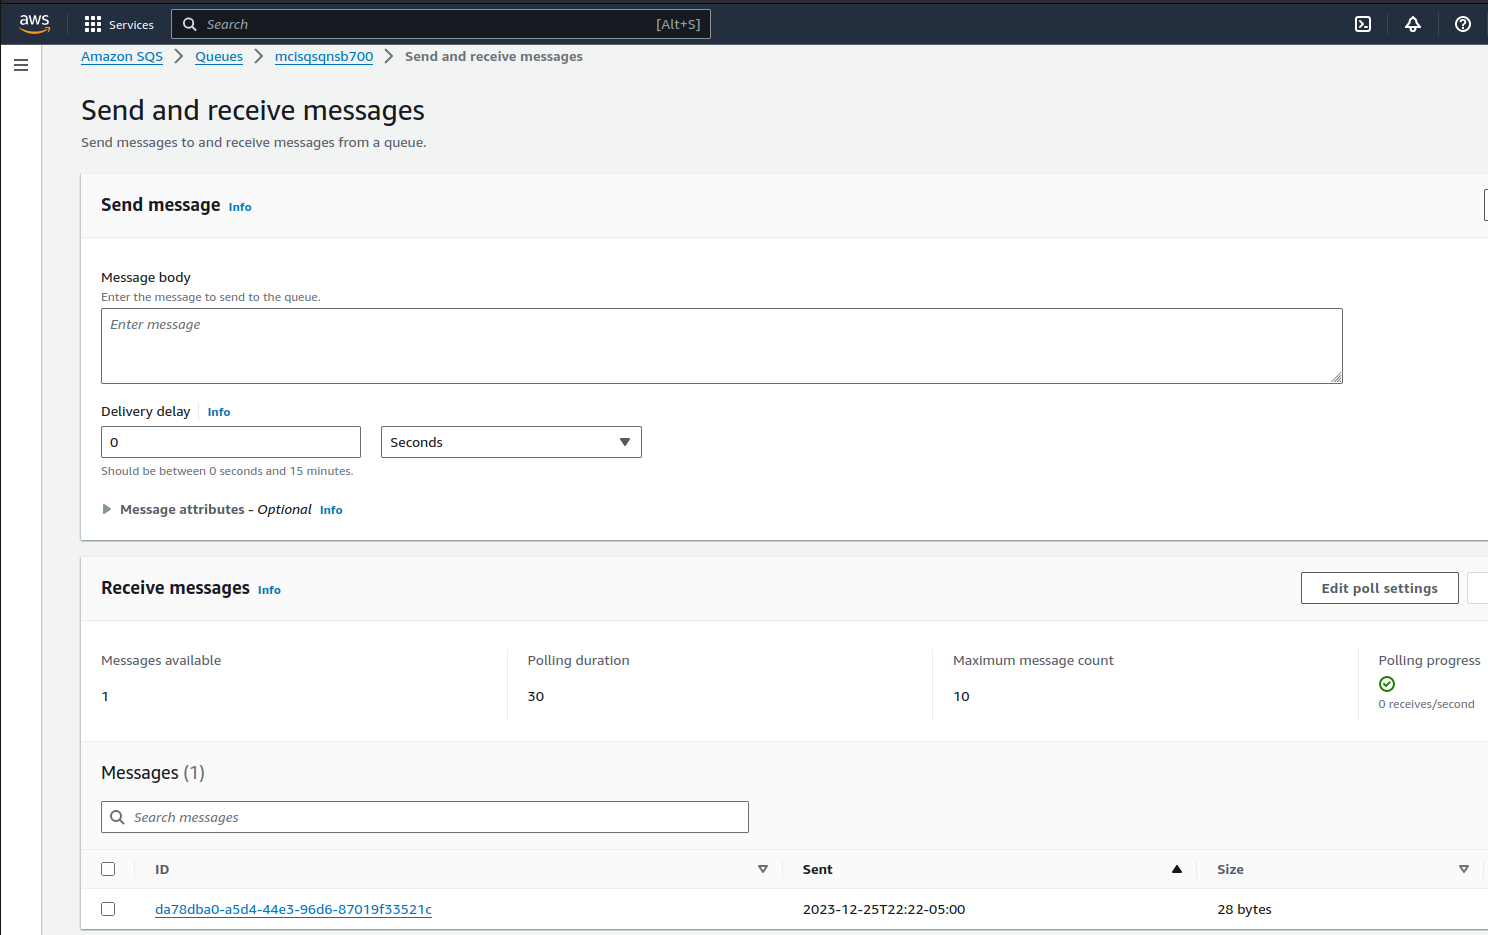 aws Services Search [Alt+S]
Amazon SQS Queues mcisqsqnsb700 Send and receive messages
Send and receive messages
Send messages to and receive messages from a queue.
Send message Info
Message body
Enter the message to send to the queue.
Enter message
Delivery delay Info
0 Seconds
Should be between 0 seconds and 15 minutes.
Message attributes - Optional Info
Receive messages Info Edit poll settings
Messages available Polling duration Maximum message count Polling progress
1 30 10
0 receives/second
Messages (1)
Search messages
ID Sent Size
da78dba0-a5d4-44e3-96d6-87019f33521c 2023-12-25T22:22-05:00 28 bytes